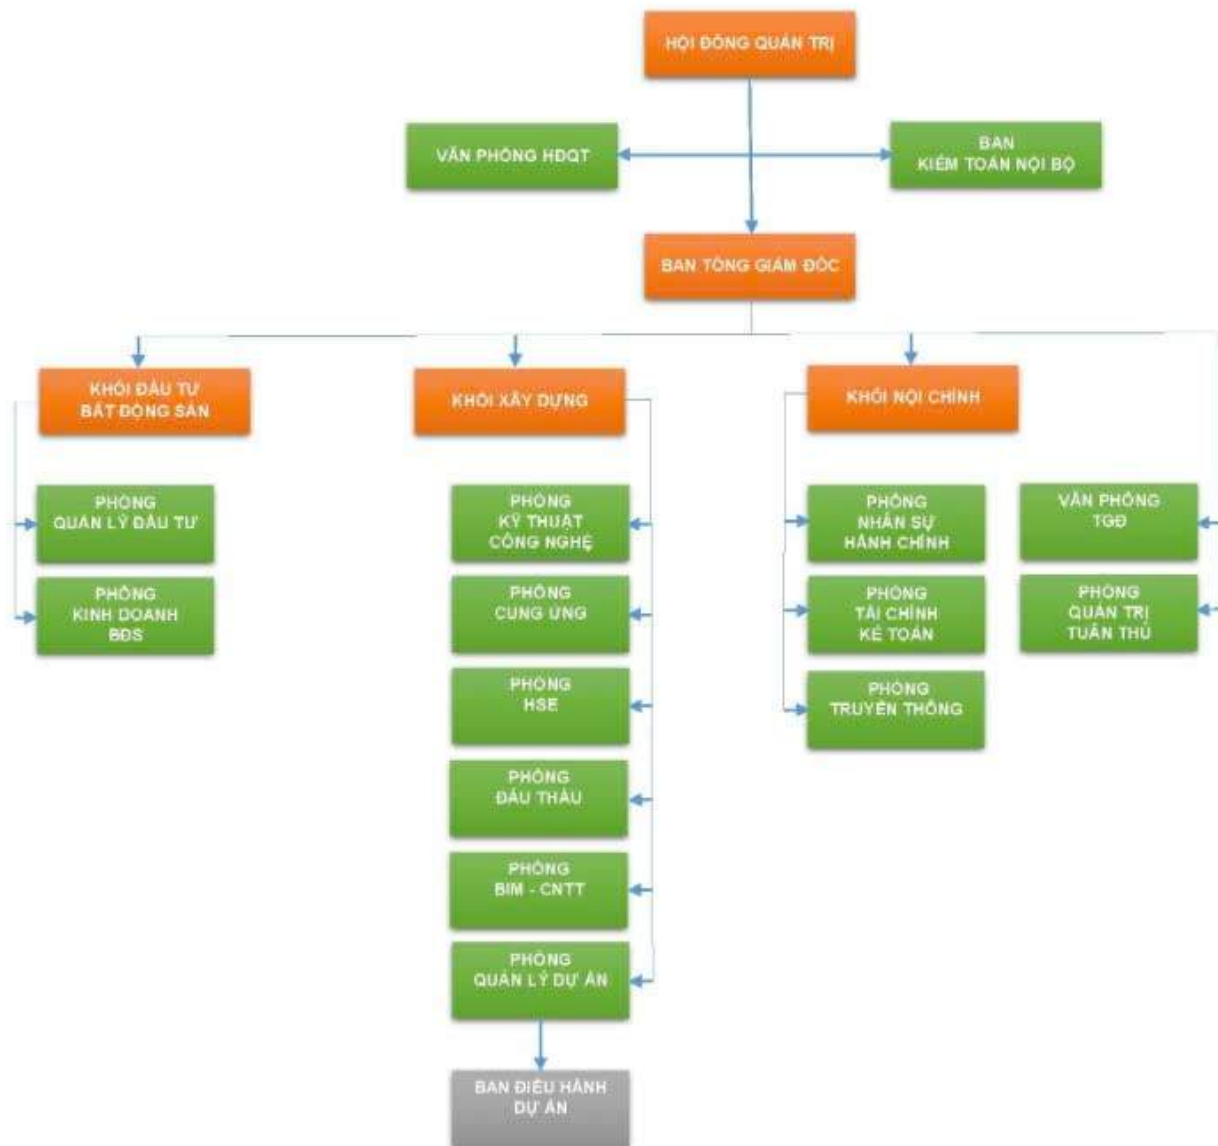 HỘI ĐỒNG QUẢN TRỊ
VĂN PHÒNG HĐQT
BAN
KIỂM TOÁN NỘI BỘ
BAN TỔNG GIÁM ĐỐC
KHỐI ĐẦU TƯ
BẤT ĐỘNG SẢN
KHỐI XÂY DỰNG
KHỐI NỘI CHÍNH
PHÒNG
QUẢN LÝ ĐẦU TƯ
PHÒNG
KINH DOANH
BĐS
PHÒNG
KỸ THUẬT
CÔNG NGHỆ
PHÒNG
CUNG ỨNG
PHÒNG
HSE
PHÒNG
ĐẤU THẦU
PHÒNG
BIM - CNTT
PHÒNG
QUẢN LÝ DỰ ÁN
BAN ĐIỀU HÀNH
DỰ ÁN
PHÒNG
NHÂN SỰ
HÀNH CHÍNH
PHÒNG
TÀI CHÍNH
KẾ TOÁN
PHÒNG
TRUYỀN THÔNG
VĂN PHÒNG
TGĐ
PHÒNG
QUẢN TRỊ
TUÂN THỦ